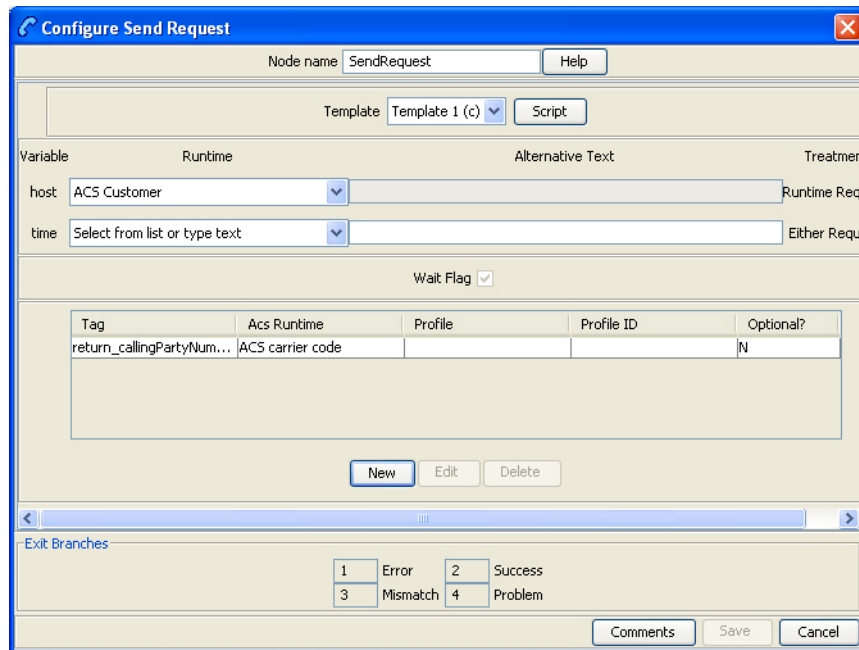 Configure Send Request
Node name SendRequest Help
Template Template 1 (c) Script
Variable Runtime Alternative Text Treatmen
host ACS Customer Runtime Req
time Select from list or type text Either Requ
Wait Flag
Tag Acs Runtime Profile Profile ID Optional?
return_callingPartyNum... ACS carrier code N
New Edit Delete
Exit Branches
1 Error 2 Success
3 Mismatch 4 Problem
Comments Save Cancel